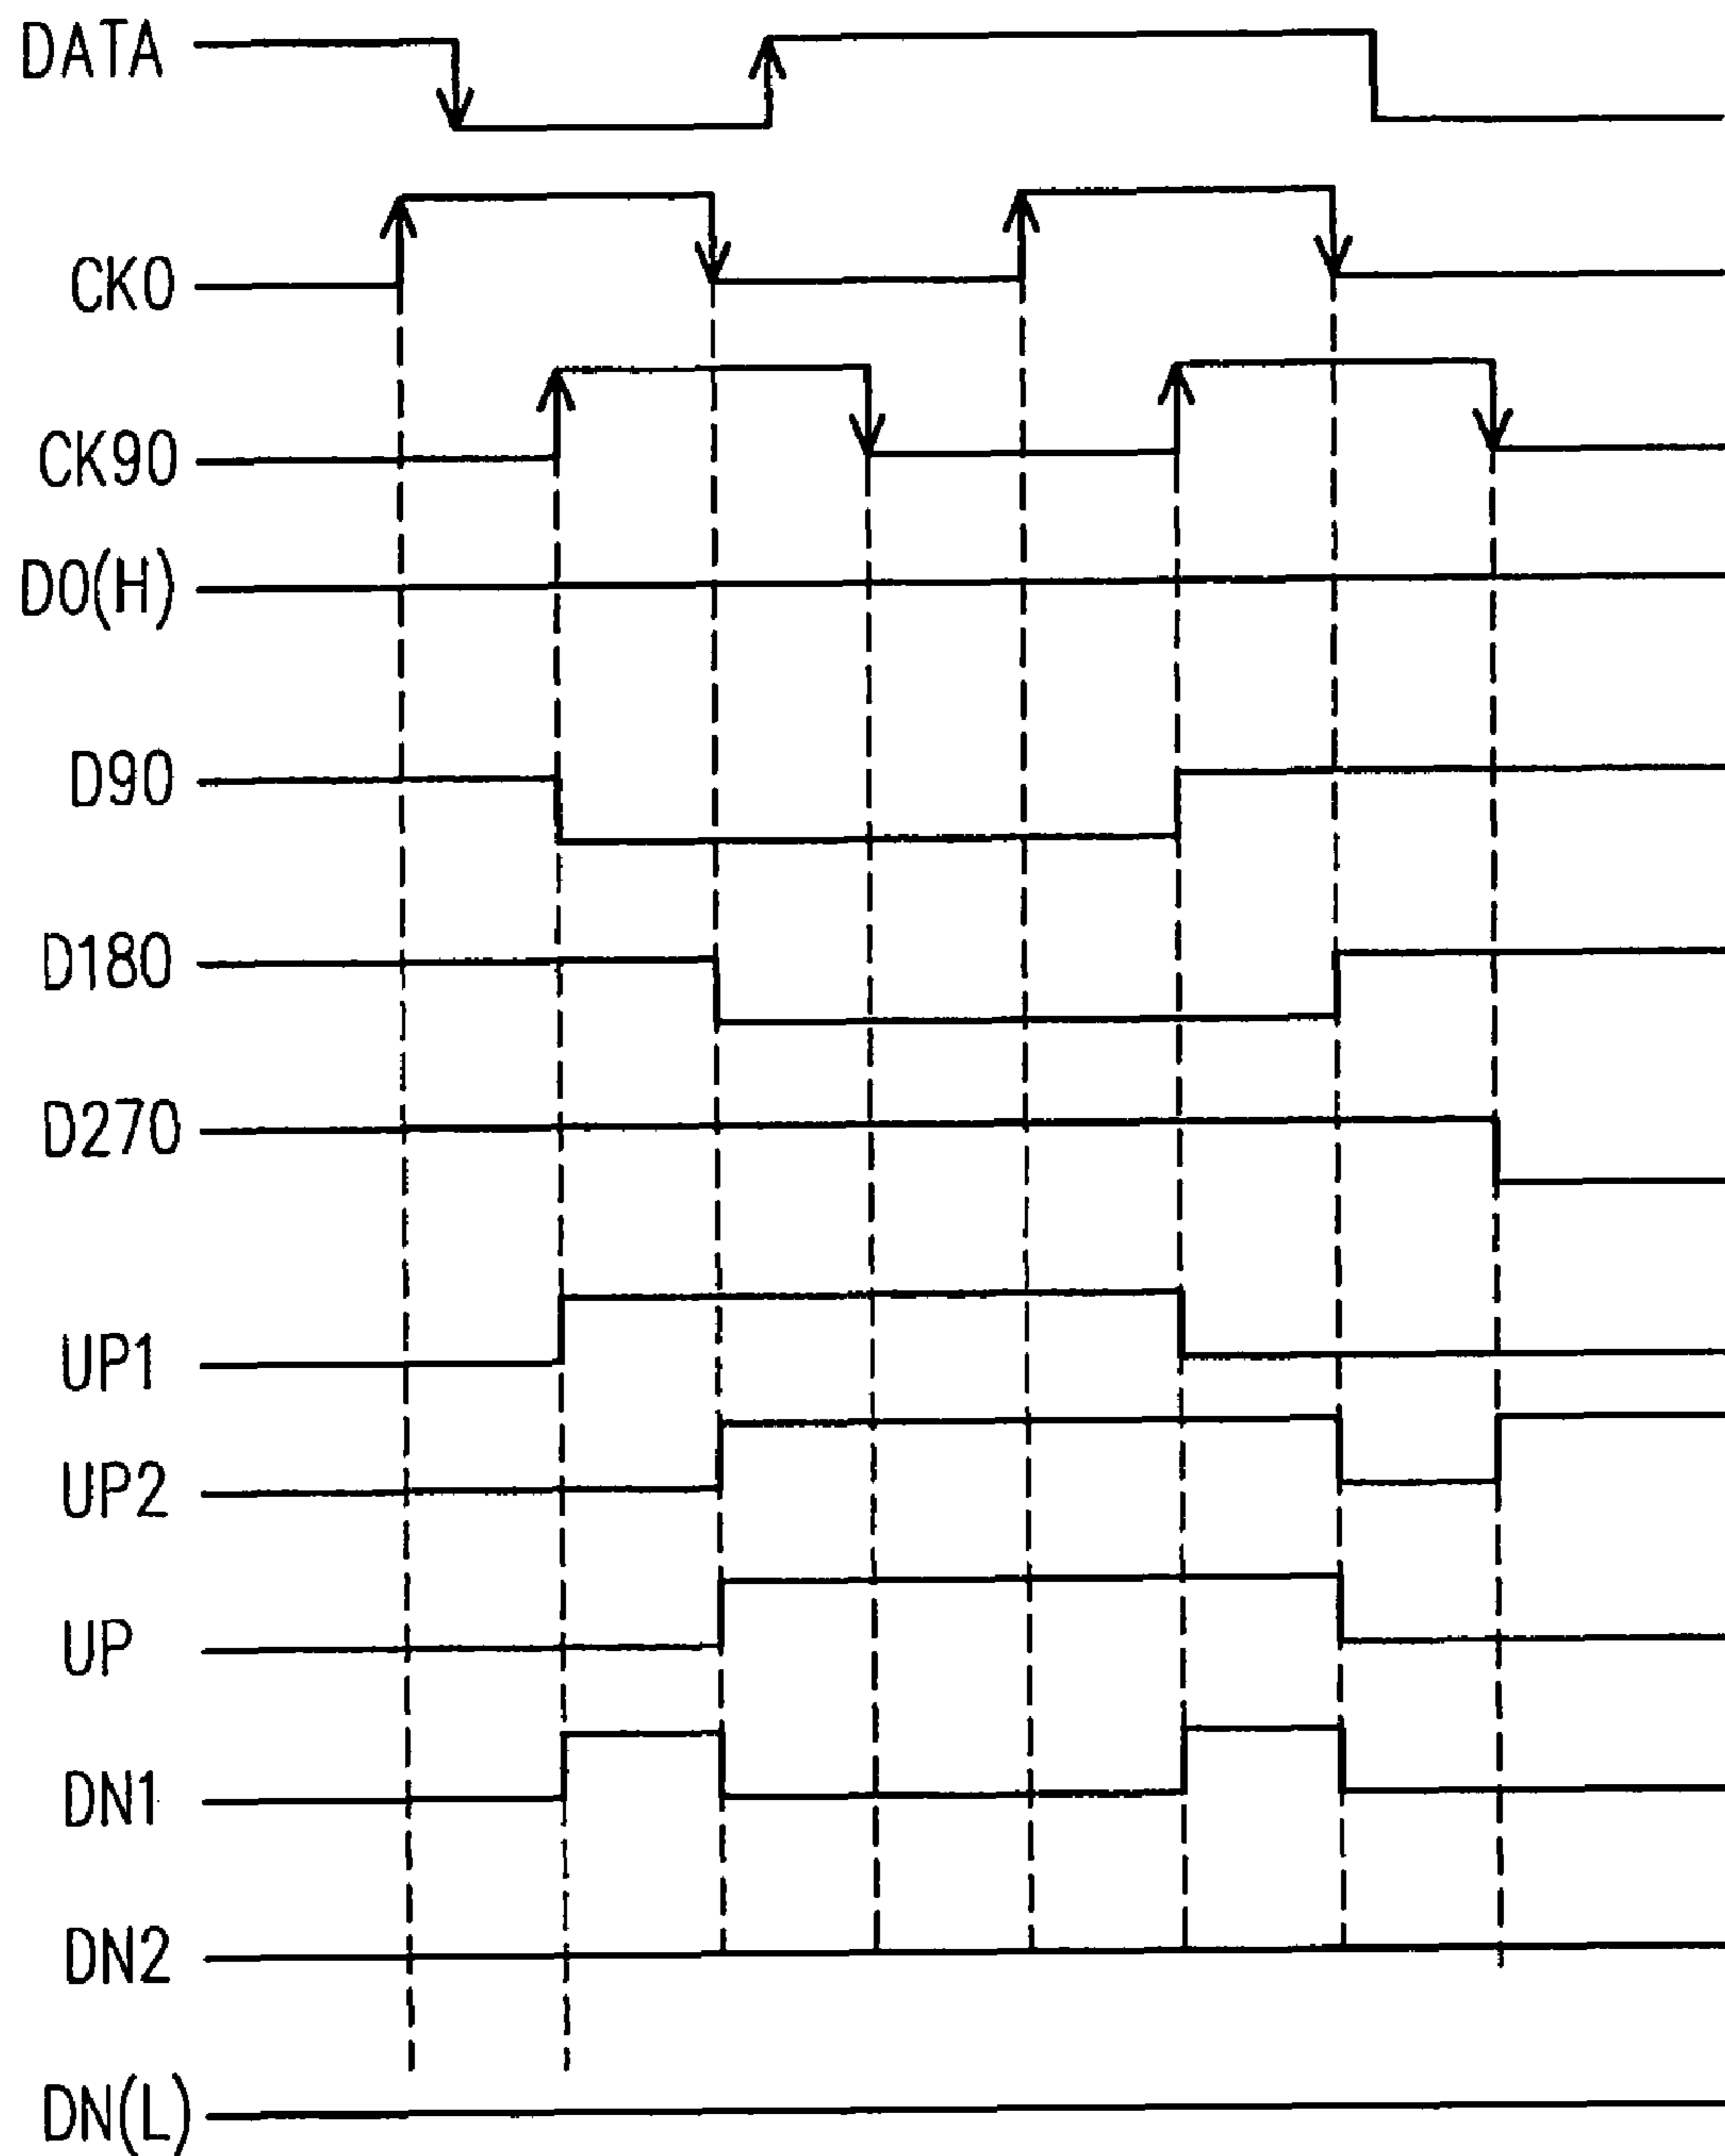 DATA
CK0
CK90
D0(H)
D90
D180
D270
UP1
UP2
UP
DN1
DN2
DN(L)